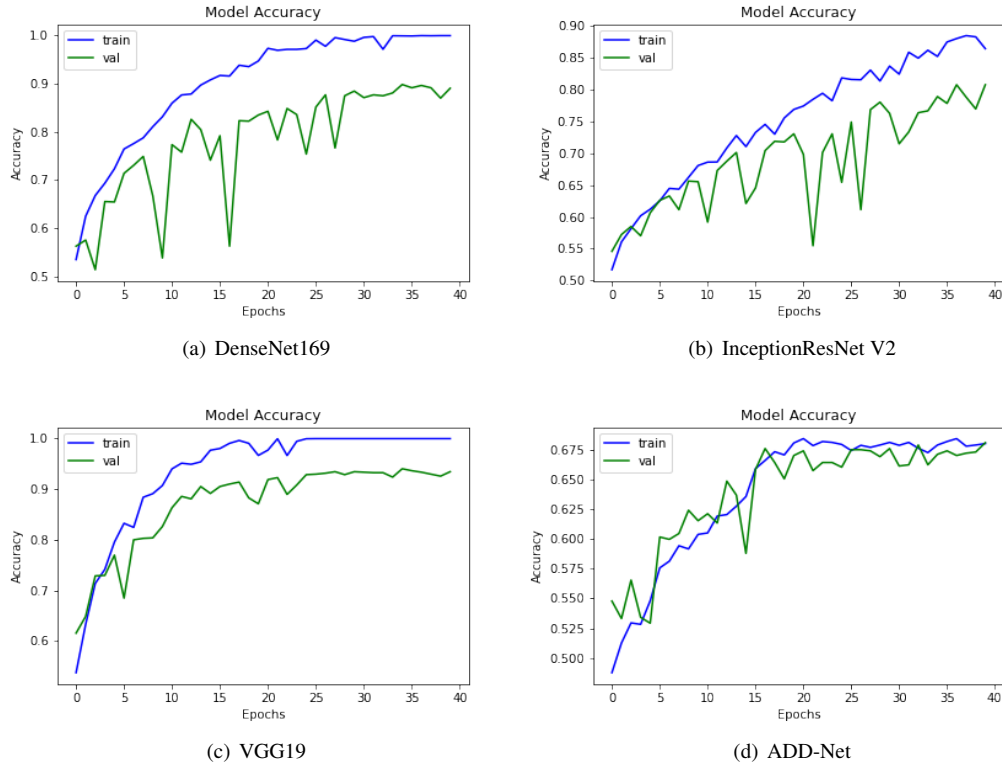 Model Accuracy
train
val
1.0
0.9
0.8
0.7
0.6
0.5
Accuracy
0 5 10 15 20 25 30 35 40
Epochs
(a) DenseNet169
Model Accuracy
train
val
0.90
0.85
0.80
0.75
0.70
0.65
0.60
0.55
0.50
Accuracy
0 5 10 15 20 25 30 35 40
Epochs
(b) InceptionResNet V2
Model Accuracy
train
val
1.0
0.9
0.8
0.7
0.6
Accuracy
0 5 10 15 20 25 30 35 40
Epochs
(c) VGG19
Model Accuracy
train
val
0.675
0.650
0.625
0.600
0.575
0.550
0.525
0.500
Accuracy
0 5 10 15 20 25 30 35 40
Epochs
(d) ADD-Net